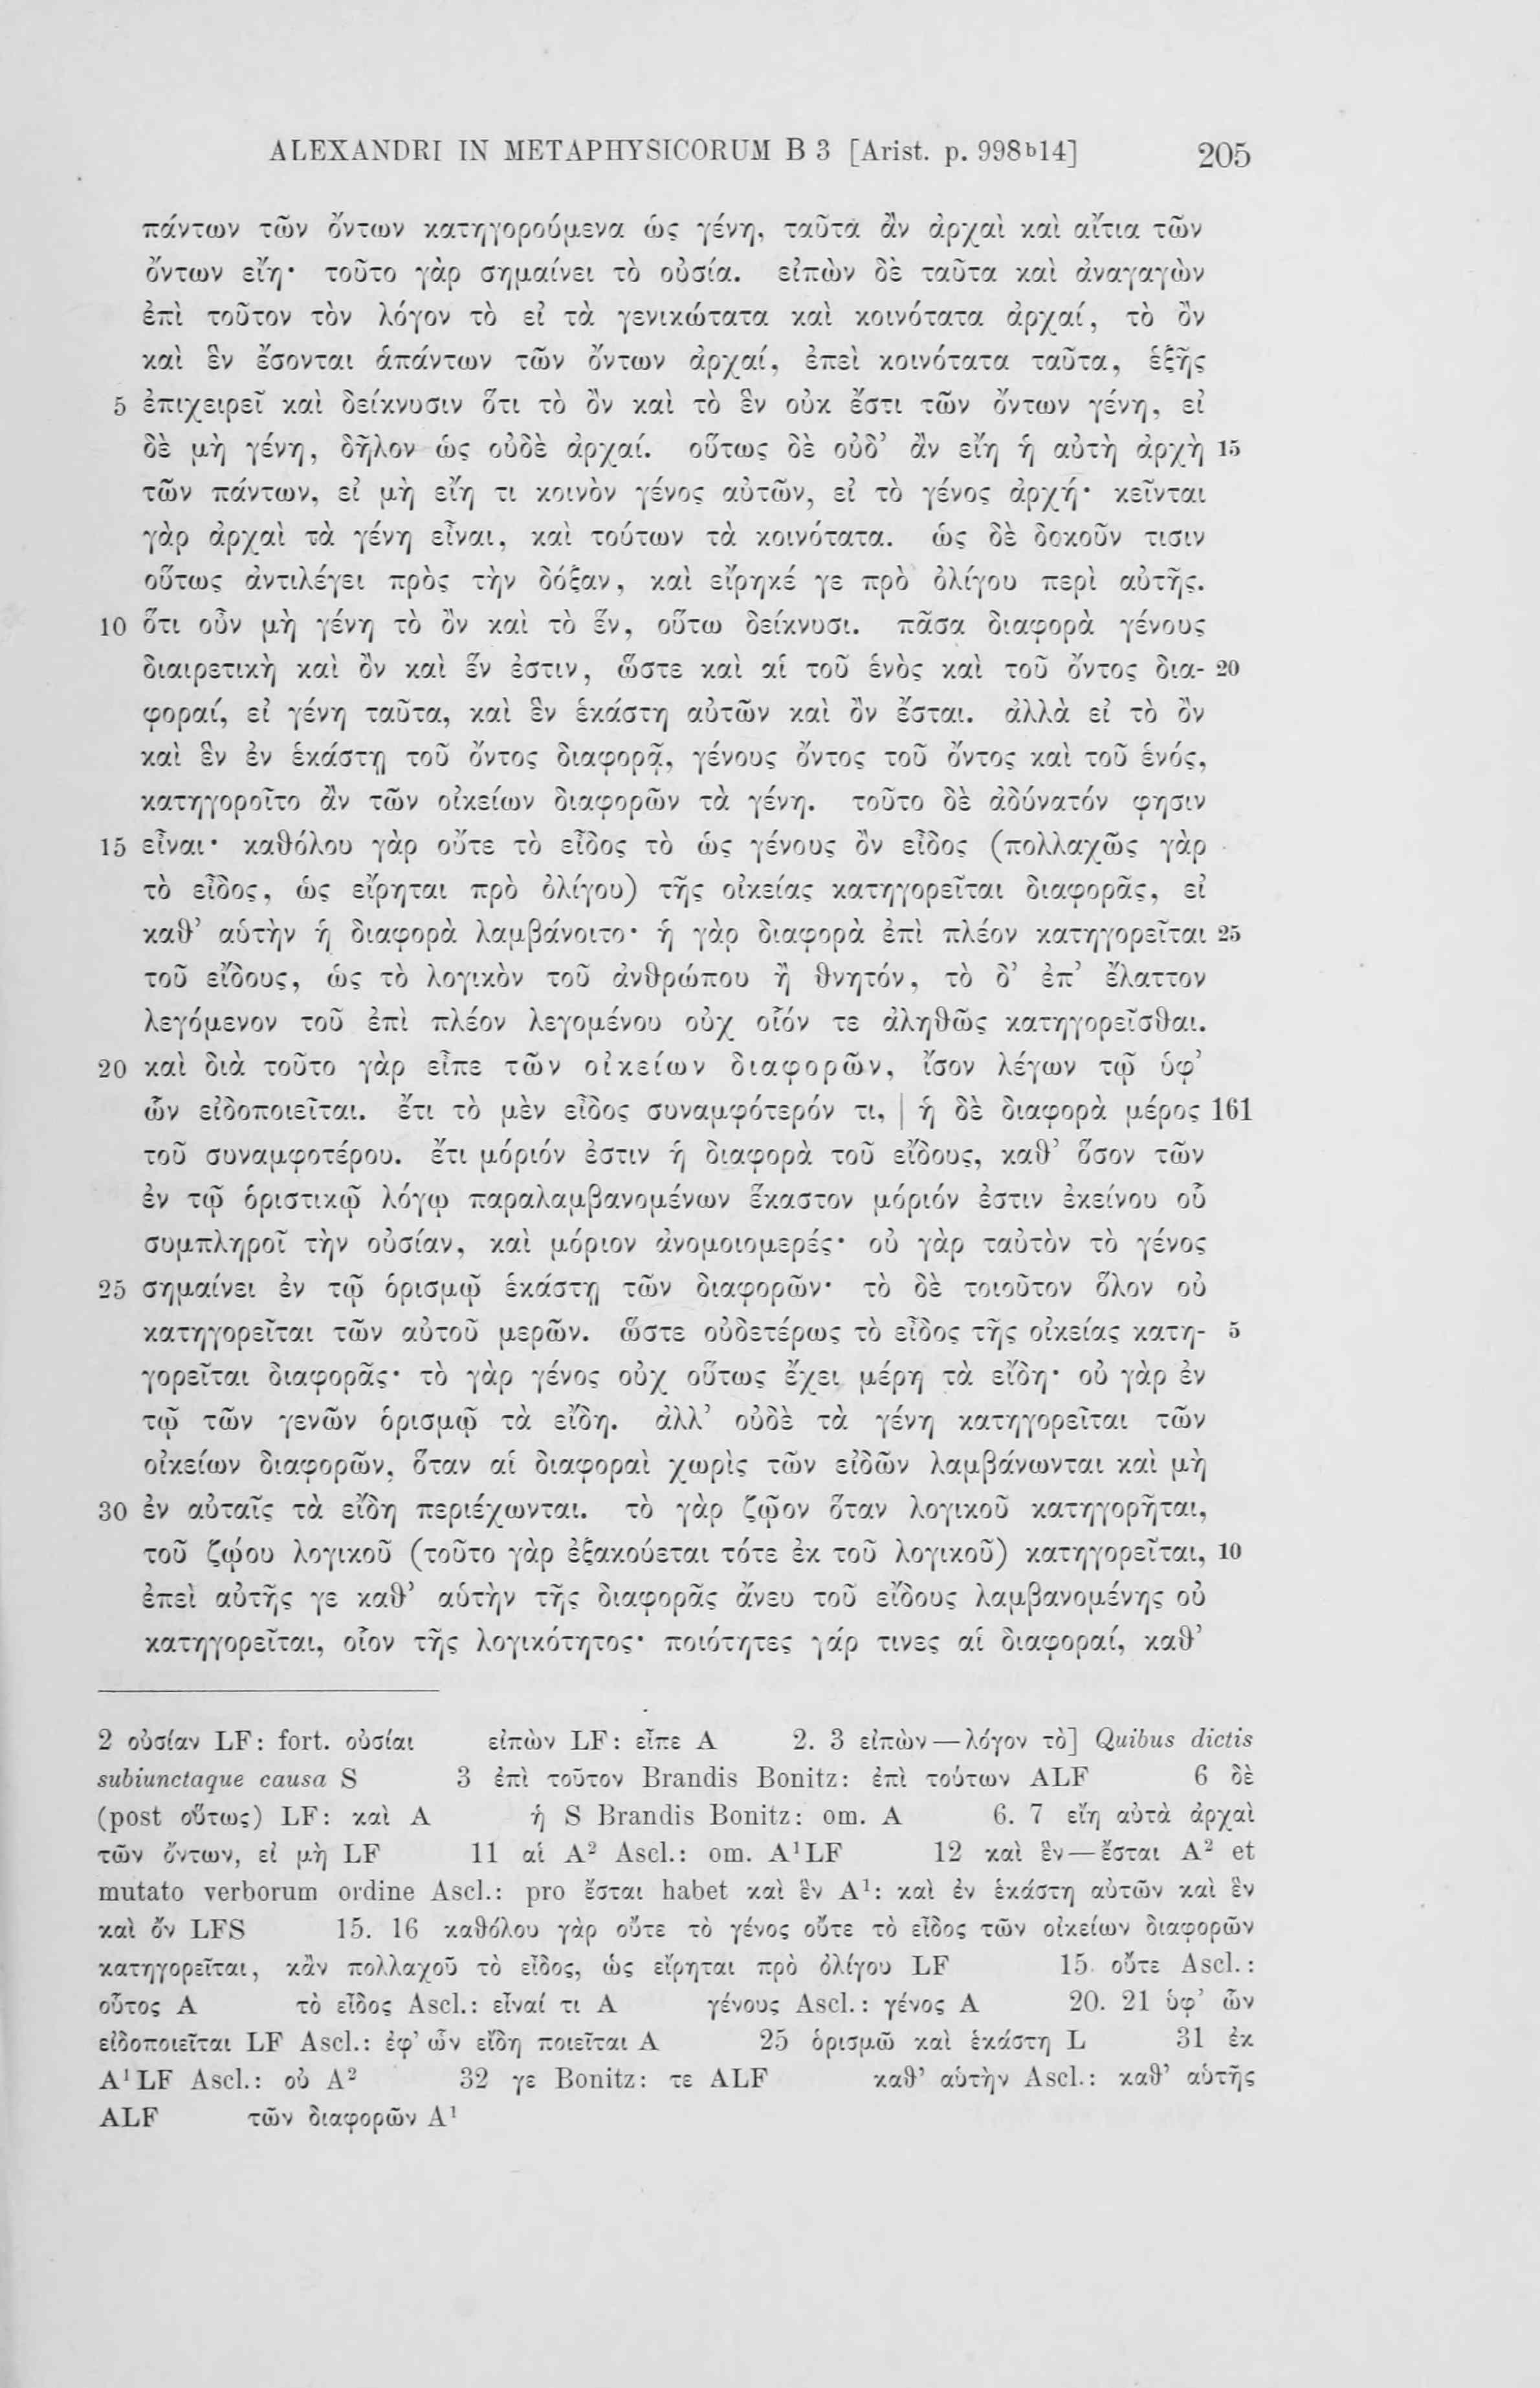 ALEXANDRI IN METAPHYSICORUM B 3 [Arist. p. 998b14] 205
πάντων τῶν ὄντων κατηγορούμενα ὡς γένη, ταῦτα ἂν ἀρχαὶ καὶ αἴτια τῶν
ὄντων εἴη· τοῦτο γὰρ σημαίνει τὸ οὐσία. εἰπὼν δὲ ταῦτα καὶ ἀναγαγὼν
ἐπὶ τοῦτον τὸν λόγον τὸ εἰ τὰ γενικώτατα καὶ κοινότατα ἀρχαί, τὸ ὂν
καὶ ἓν ἔσονται ἁπάντων τῶν ὄντων ἀρχαί, ἐπεὶ κοινότατα ταῦτα, ἑξῆς
5 ἐπιχειρεῖ καὶ δείκνυσιν ὅτι τὸ ὂν καὶ τὸ ἓν οὐκ ἔστι τῶν ὄντων γένη, εἰ
δὲ μὴ γένη, δῆλον ὡς οὐδὲ ἀρχαί. οὕτως δὲ οὐδ’ ἂν εἴη ἡ αὐτὴ ἀρχὴ 15
τῶν πάντων, εἰ μὴ εἴη τι κοινὸν γένος αὐτῶν, εἰ τὸ γένος ἀρχή· κεῖνται
γὰρ ἀρχαὶ τὰ γένη εἶναι, καὶ τούτων τὰ κοινότατα. ὡς δὲ δοκοῦν τισιν
οὕτως ἀντιλέγει πρὸς τὴν δόξαν, καὶ εἴρηκέ γε πρὸ ὀλίγου περὶ αὐτῆς.
10 ὅτι οὖν μὴ γένη τὸ ὂν καὶ τὸ ἕν, οὕτω δείκνυσι. πᾶσα διαφορὰ γένους
διαιρετικὴ καὶ ὂν καὶ ἕν ἐστιν, ὥστε καὶ αἱ τοῦ ἑνὸς καὶ τοῦ ὄντος δια- 20
φοραί, εἰ γένη ταῦτα, καὶ ἓν ἑκάστη αὐτῶν καὶ ὂν ἔσται. ἀλλὰ εἰ τὸ ὂν
καὶ ἓν ἐν ἑκάστῃ τοῦ ὄντος διαφορᾷ, γένους ὄντος τοῦ ὄντος καὶ τοῦ ἑνός,
κατηγοροῖτο ἂν τῶν οἰκείων διαφορῶν τὰ γένη. τοῦτο δὲ ἀδύνατόν φησιν
15 εἶναι· καθόλου γὰρ οὔτε τὸ εἶδος τὸ ὡς γένους ὂν εἶδος (πολλαχῶς γὰρ
τὸ εἶδος, ὡς εἴρηται πρὸ ὀλίγου) τῆς οἰκείας κατηγορεῖται διαφορᾶς, εἰ
καθ’ αὑτὴν ἡ διαφορὰ λαμβάνοιτο· ἡ γὰρ διαφορὰ ἐπὶ πλέον κατηγορεῖται 25
τοῦ εἴδους, ὡς τὸ λογικὸν τοῦ ἀνθρώπου ἢ θνητόν, τὸ δ’ ἐπ’ ἔλαττον
λεγόμενον τοῦ ἐπὶ πλέον λεγομένου οὐχ οἷόν τε ἀληθῶς κατηγορεῖσθαι.
20 καὶ διὰ τοῦτο γὰρ εἶπε τῶν οἰκείων διαφορῶν, ἴσον λέγων τῷ ὑφ’
ὧν εἰδοποιεῖται. ἔτι τὸ μὲν εἶδος συναμφότερόν τι, | ἡ δὲ διαφορὰ μέρος 161
τοῦ συναμφοτέρου. ἔτι μόριόν ἐστιν ἡ διαφορὰ τοῦ εἴδους, καθ’ ὅσον τῶν
ἐν τῷ ὁριστικῷ λόγῳ παραλαμβανομένων ἕκαστον μόριόν ἐστιν ἐκείνου οὗ
συμπληροῖ τὴν οὐσίαν, καὶ μόριον ἀνομοιομερές· οὐ γὰρ ταὐτὸν τὸ γένος
25 σημαίνει ἐν τῷ ὁρισμῷ ἑκάστῃ τῶν διαφορῶν· τὸ δὲ τοιοῦτον ὅλον οὐ
κατηγορεῖται τῶν αὑτοῦ μερῶν. ὥστε οὐδετέρως τὸ εἶδος τῆς οἰκείας κατη- 5
γορεῖται διαφορᾶς· τὸ γὰρ γένος οὐχ οὕτως ἔχει μέρη τὰ εἴδη· οὐ γὰρ ἐν
τῷ τῶν γενῶν ὁρισμῷ τὰ εἴδη. ἀλλ’ οὐδὲ τὰ γένη κατηγορεῖται τῶν
οἰκείων διαφορῶν, ὅταν αἱ διαφοραὶ χωρὶς τῶν εἰδῶν λαμβάνωνται καὶ μὴ
30 ἐν αὐταῖς τὰ εἴδη περιέχωνται. τὸ γὰρ ζῷον ὅταν λογικοῦ κατηγορῆται,
τοῦ ζῴου λογικοῦ (τοῦτο γὰρ ἐξακούεται τότε ἐκ τοῦ λογικοῦ) κατηγορεῖται, 10
ἐπεὶ αὐτῆς γε καθ’ αὑτὴν τῆς διαφορᾶς ἄνευ τοῦ εἴδους λαμβανομένης οὐ
κατηγορεῖται, οἷον τῆς λογικότητος· ποιότητες γάρ τινες αἱ διαφοραί, καθ’
2 οὐσίαν LF: fort. οὐσίαι εἰπὼν LF: εἶπε A 2. 3 εἰπὼν — λόγον τὸ] Quibus dictis
subiunctaque causa S 3 ἐπὶ τοῦτον Brandis Bonitz: ἐπὶ τούτων ALF 6 δὲ
(post οὕτως) LF: καὶ A ἡ S Brandis Bonitz: om. A 6. 7 εἴη αὐτὰ ἀρχαὶ
τῶν ὄντων, εἰ μὴ LF 11 αἱ A² Ascl.: om. A¹LF 12 καὶ ἓν — ἔσται A² et
mutato verborum ordine Ascl.: pro ἔσται habet καὶ ἓν A¹: καὶ ἐν ἑκάστη αὐτῶν καὶ ἓν
καὶ ὄν LFS 15. 16 καθόλου γὰρ οὔτε τὸ γένος οὔτε τὸ εἶδος τῶν οἰκείων διαφορῶν
κατηγορεῖται, κἂν πολλαχοῦ τὸ εἶδος, ὡς εἴρηται πρὸ ὀλίγου LF 15 οὔτε Ascl.:
οὗτος A τὸ εἶδος Ascl.: εἶναί τι A γένους Ascl.: γένος A 20. 21 ὑφ’ ὧν
εἰδοποιεῖται LF Ascl.: ἐφ’ ὧν εἴδη ποιεῖται A 25 ὁρισμῶ καὶ ἑκάστη L 31 ἐκ
A¹LF Ascl.: οὐ A² 32 γε Bonitz: τε ALF καθ’ αὑτὴν Ascl.: καθ’ αὑτῆς
ALF τῶν διαφορῶν A¹